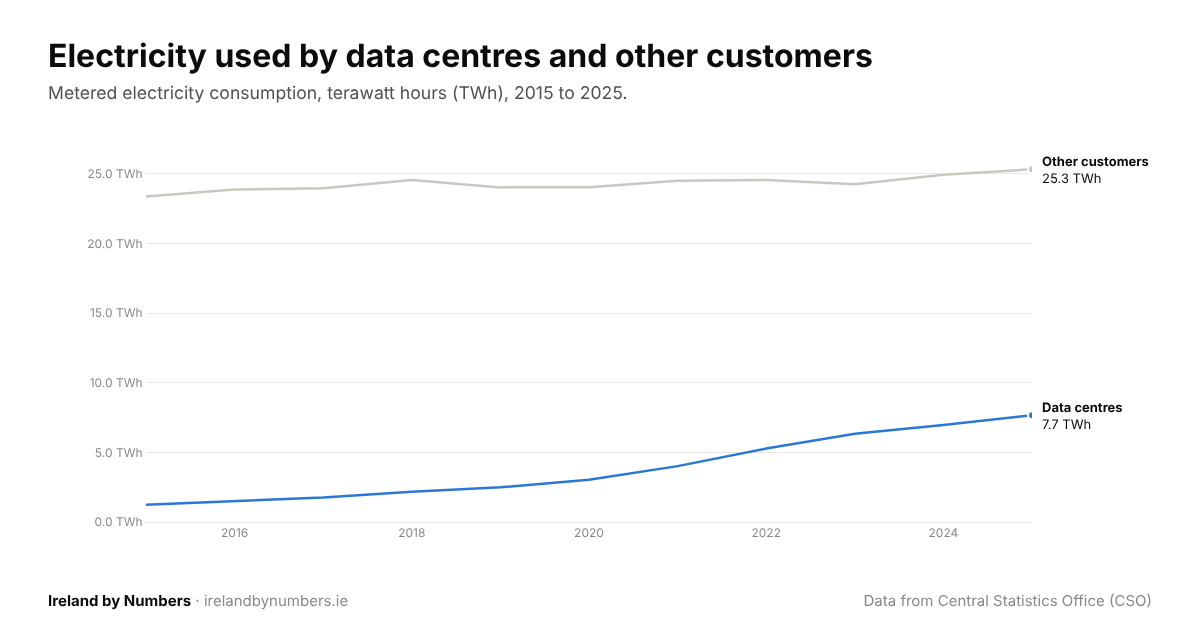 Electricity used by data centres and other customers
Metered electricity consumption, terawatt hours (TWh), 2015 to 2025.
Other customers
25.3 TWh
25.0 TWh
20.0 TWh
15.0 TWh
10.0 TWh
Data centres
7.7 TWh
5.0 TWh
0.0 TWh
2016 2018 2020 2022 2024
Ireland by Numbers · irelandbynumbers.ie
Data from Central Statistics Office (CSO)